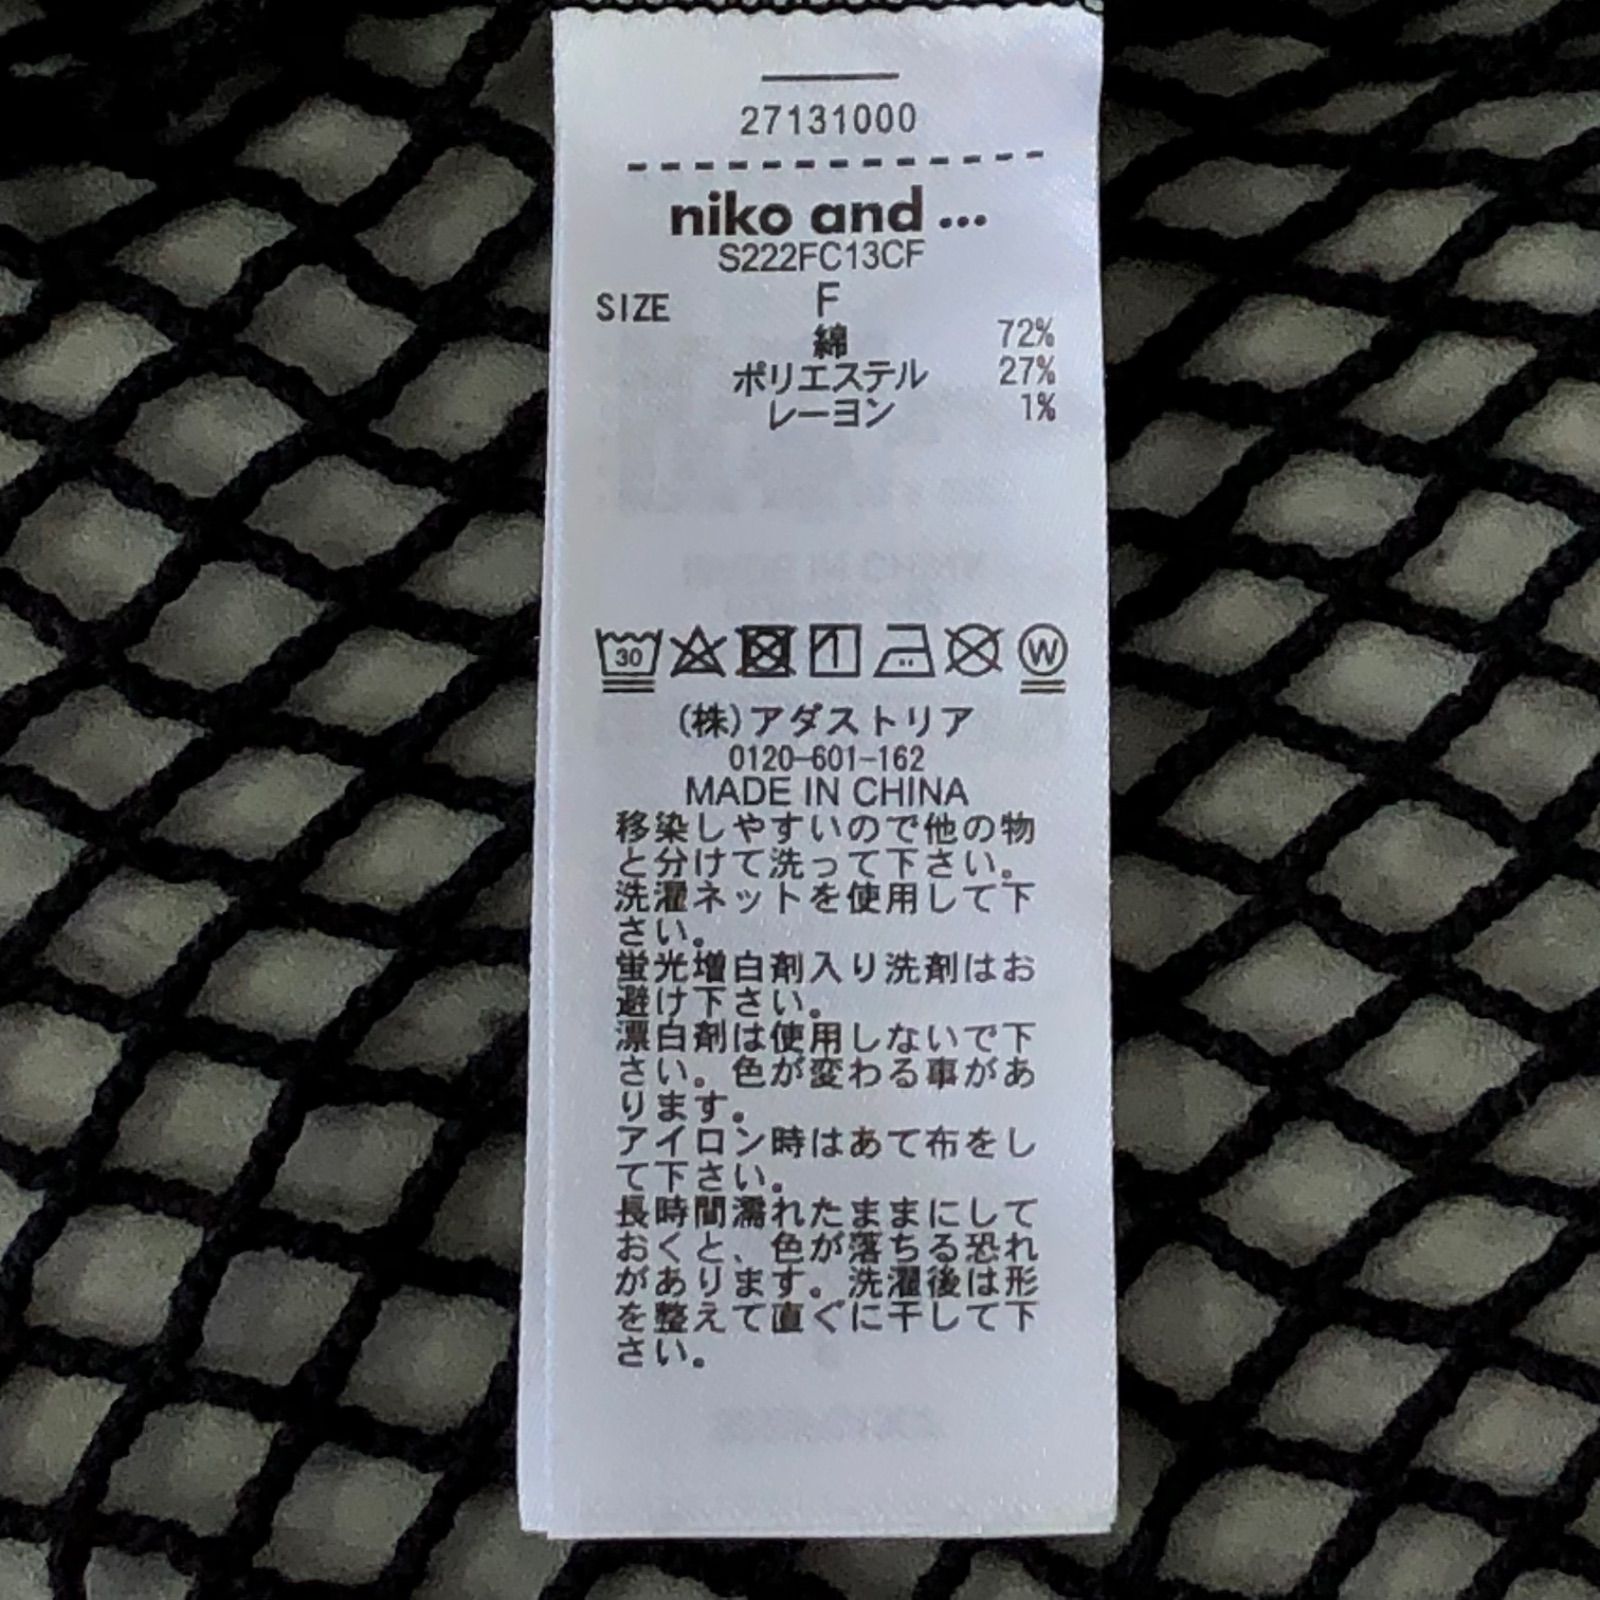 27131000
niko and ...
S222FC13CF
SIZE F
綿 72%
ポリエステル 27%
レーヨン 1%
30 W
(株)アダストリア
0120-601-162
MADE IN CHINA
移染しやすいので他の物
と分けて洗って下さい。
洗濯ネットを使用して下
さい。
蛍光増白剤入り洗剤はお
避け下さい。
漂白剤は使用しないで下
さい。色が変わる事があ
ります。
アイロン時はあて布をし
て下さい。
長時間濡れたままにして
おくと、色が落ちる恐れ
があります。洗濯後は形
を整えて直ぐに干して下
さい。